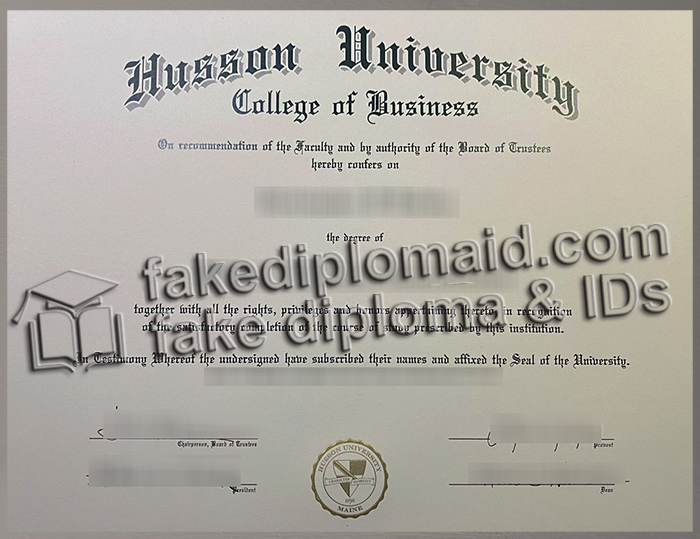 Husson University
College of Business
On recommendation of the Faculty and by authority of the Board of Trustees
hereby confers on
the degree of
fakediplomaid.com
fake diploma & IDs
together with all the rights, privileges and honors appertaining thereto, in recognition
of the satisfactory completion of the course of study prescribed by this institution.
In Testimony Whereof the undersigned have subscribed their names and affixed the Seal of the University.
Chairperson, Board of Trustees
Provost
President
Dean
HUSSON UNIVERSITY
1898
MAINE